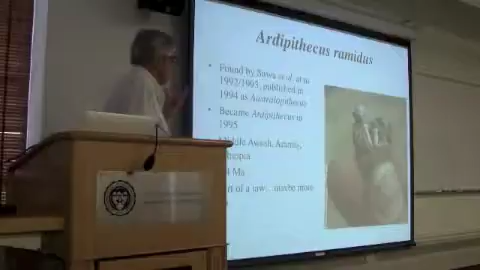 Ardipithecus ramidus
• Found by Suwa et al. at in
1992/1993, published in
1994 as Australopithecus
• Became Ardipithecus in
1995
Middle Awash, Aramis,
Ethiopia
4 Ma
of a jaw... maybe more